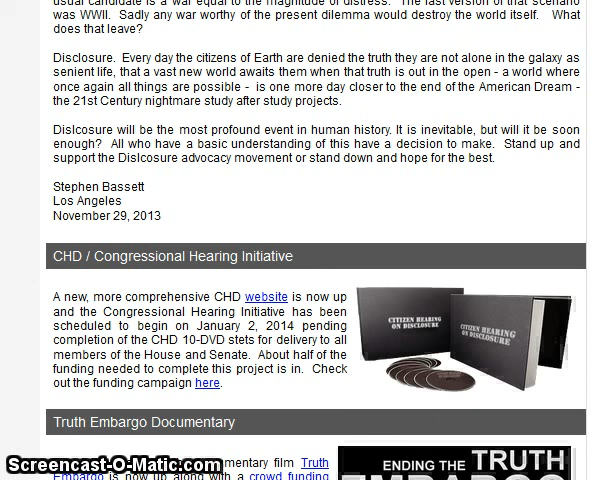 usual candidate is a war equal to the magnitude of distress. The last version of that scenario
was WWII. Sadly any war worthy of the present dilemma would destroy the world itself. What
does that leave?
Disclosure. Every day the citizens of Earth are denied the truth they are not alone in the galaxy as
senient life, that a vast new world awaits them when that truth is out in the open - a world where
once again all things are possible - is one more day closer to the end of the American Dream -
the 21st Century nightmare study after study projects.
Dislcosure will be the most profound event in human history. It is inevitable, but will it be soon
enough? All who have a basic understanding of this have a decision to make. Stand up and
support the Dislcosure advocacy movement or stand down and hope for the best.
Stephen Bassett
Los Angeles
November 29, 2013
CHD / Congressional Hearing Initiative
A new, more comprehensive CHD website is now up
and the Congressional Hearing Initiative has been
scheduled to begin on January 2, 2014 pending
completion of the CHD 10-DVD stets for delivery to all
members of the House and Senate. About half of the
funding needed to complete this project is in. Check
out the funding campaign here.
CITIZEN HEARING
ON DISCLOSURE
CITIZEN HEARING
ON DISCLOSURE
Truth Embargo Documentary
mentary film Truth
Embargo is now up along with a crowd funding
ENDING THE TRUTH
EMBARGO
Screencast-O-Matic.com